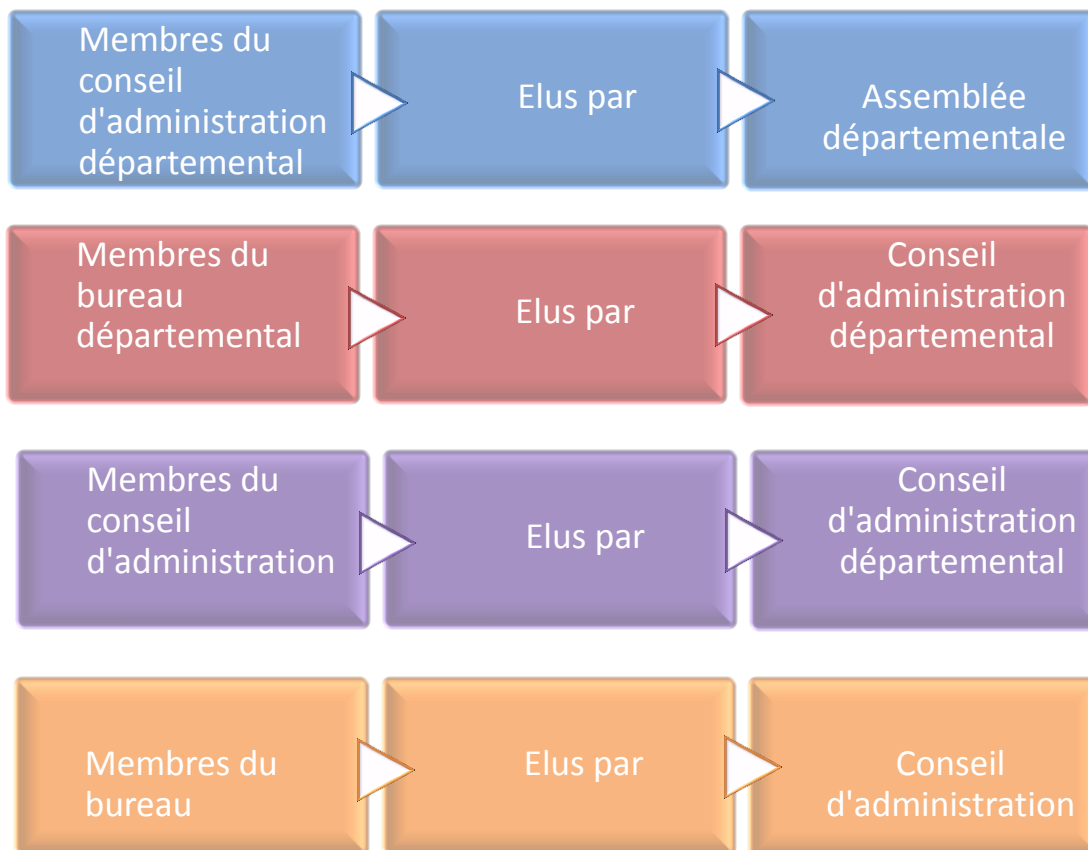 Membres du
conseil
d'administration
départemental
Elus par
Assemblée
départementale
Membres du
bureau
départemental
Elus par
Conseil
d'administration
départemental
Membres du
conseil
d'administration
Elus par
Conseil
d'administration
départemental
Membres du
bureau
Elus par
Conseil
d'administration